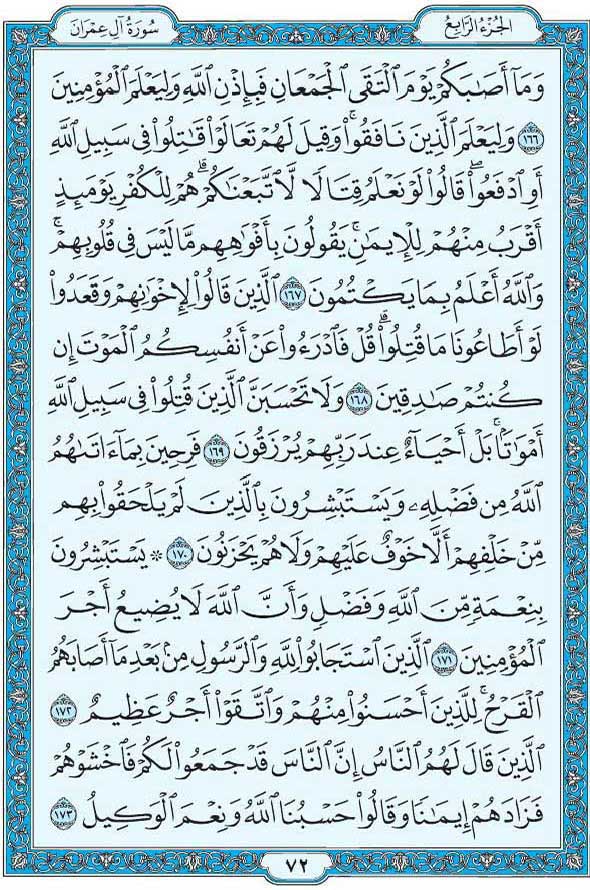 الجُزْءُ الرَّابِعُ
سُورَةُ آلِ عِمْرَانَ
وَمَآ أَصَٰبَكُمْ يَوْمَ ٱلْتَقَى ٱلْجَمْعَانِ فَبِإِذْنِ ٱللَّهِ وَلِيَعْلَمَ ٱلْمُؤْمِنِينَ
١٦٦ وَلِيَعْلَمَ ٱلَّذِينَ نَافَقُوا۟ۚ وَقِيلَ لَهُمْ تَعَالَوْا۟ قَٰتِلُوا۟ فِى سَبِيلِ ٱللَّهِ
أَوِ ٱدْفَعُوا۟ۖ قَالُوا۟ لَوْ نَعْلَمُ قِتَالًا لَّٱتَّبَعْنَٰكُمْۗ هُمْ لِلْكُفْرِ يَوْمَئِذٍ
أَقْرَبُ مِنْهُمْ لِلْإِيمَٰنِۚ يَقُولُونَ بِأَفْوَٰهِهِم مَّا لَيْسَ فِى قُلُوبِهِمْۚ
وَٱللَّهُ أَعْلَمُ بِمَا يَكْتُمُونَ ١٦٧ ٱلَّذِينَ قَالُوا۟ لِإِخْوَٰنِهِمْ وَقَعَدُوا۟
لَوْ أَطَاعُونَا مَا قُتِلُوا۟ۗ قُلْ فَٱدْرَءُوا۟ عَنْ أَنفُسِكُمُ ٱلْمَوْتَ إِن
كُنتُمْ صَٰدِقِينَ ١٦٨ وَلَا تَحْسَبَنَّ ٱلَّذِينَ قُتِلُوا۟ فِى سَبِيلِ ٱللَّهِ
أَمْوَٰتًۢاۚ بَلْ أَحْيَآءٌ عِندَ رَبِّهِمْ يُرْزَقُونَ ١٦٩ فَرِحِينَ بِمَآ ءَاتَىٰهُمُ
ٱللَّهُ مِن فَضْلِهِۦ وَيَسْتَبْشِرُونَ بِٱلَّذِينَ لَمْ يَلْحَقُوا۟ بِهِم
مِّنْ خَلْفِهِمْ أَلَّا خَوْفٌ عَلَيْهِمْ وَلَا هُمْ يَحْزَنُونَ ١٧٠ ۞ يَسْتَبْشِرُونَ
بِنِعْمَةٍ مِّنَ ٱللَّهِ وَفَضْلٍ وَأَنَّ ٱللَّهَ لَا يُضِيعُ أَجْرَ
ٱلْمُؤْمِنِينَ ١٧١ ٱلَّذِينَ ٱسْتَجَابُوا۟ لِلَّهِ وَٱلرَّسُولِ مِنۢ بَعْدِ مَآ أَصَابَهُمُ
ٱلْقَرْحُۚ لِلَّذِينَ أَحْسَنُوا۟ مِنْهُمْ وَٱتَّقَوْا۟ أَجْرٌ عَظِيمٌ ١٧٢
ٱلَّذِينَ قَالَ لَهُمُ ٱلنَّاسُ إِنَّ ٱلنَّاسَ قَدْ جَمَعُوا۟ لَكُمْ فَٱخْشَوْهُمْ
فَزَادَهُمْ إِيمَٰنًا وَقَالُوا۟ حَسْبُنَا ٱللَّهُ وَنِعْمَ ٱلْوَكِيلُ ١٧٣
٧٢